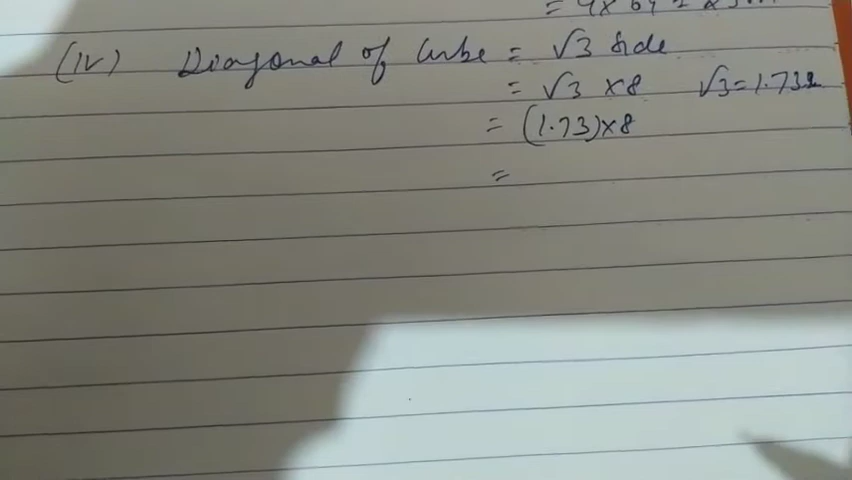 (iv) Diagonal of Cube = √3 side
= √3 × 8 √3 = 1.732
= (1.73) × 8
=